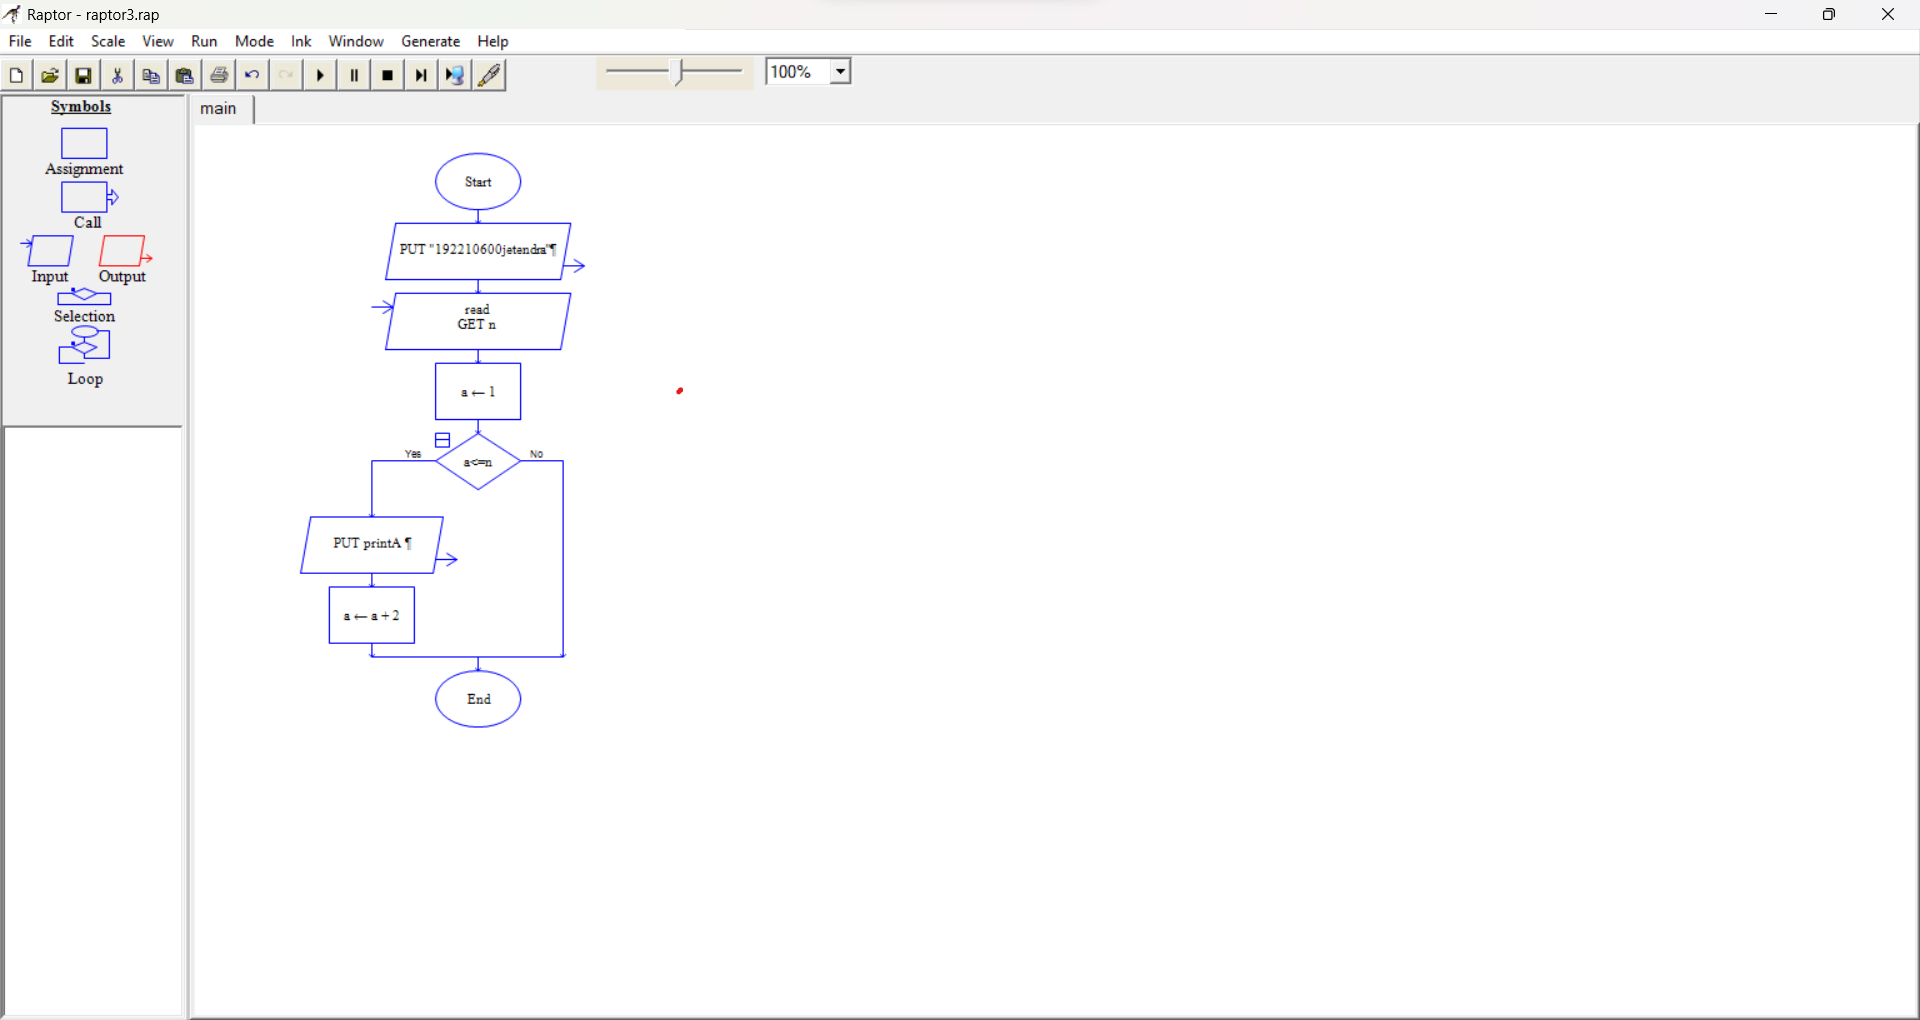 Raptor - raptor3.rap
File Edit Scale View Run Mode Ink Window Generate Help
100%
Symbols
Assignment
Call
Input Output
Selection
Loop
main
Start
PUT "192210600jetendra"¶
read
GET n
a ← 1
Yes No
a<=n
PUT printA ¶
a ← a + 2
End